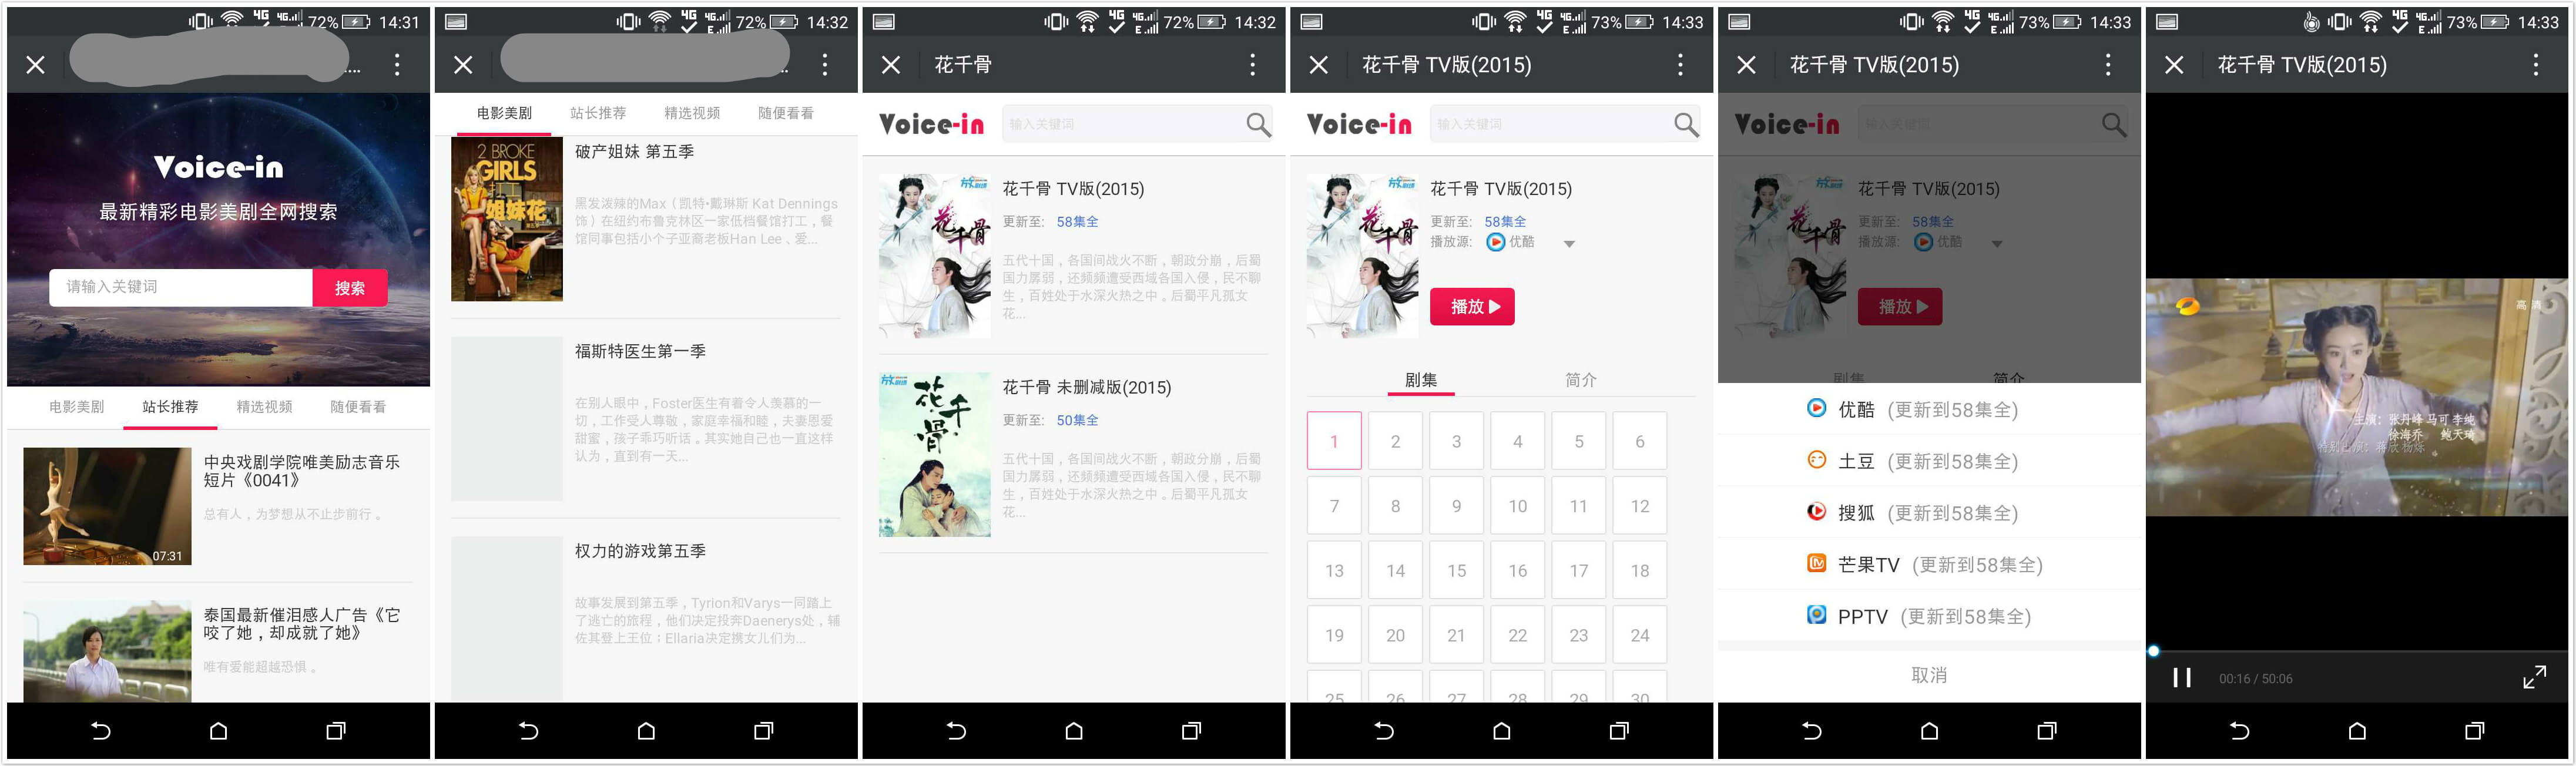 72% 14:31
...
Voice-in
最新精彩电影美剧全网搜索
请输入关键词 搜索
电影美剧 站长推荐 精选视频 随便看看
中央戏剧学院唯美励志音乐
短片《0041》
总有人，为梦想从不止步前行。
07:31
泰国最新催泪感人广告《它
咬了她，却成就了她》
唯有爱能超越恐惧。
4G 4G E 72% 14:32
电影美剧 站长推荐 精选视频 随便看看
2 BROKE
GIRLS
打工
姐妹花
破产姐妹 第五季
黑发泼辣的Max（凯特•戴琳斯 Kat Dennings
饰）在纽约布鲁克林区一家低档餐馆打工，餐
馆同事包括小个子亚裔老板Han Lee、爱...
福斯特医生第一季
在别人眼中，Foster医生有着令人羡慕的一
切，工作受人尊敬，家庭幸福和睦，夫妻恩爱
甜蜜，孩子乖巧听话。其实她自己也一直这样
认为，直到有一天...
权力的游戏第五季
故事发展到第五季，Tyrion和Varys一同踏上
了逃亡的旅程，他们决定投奔Daenerys处，辅
佐其登上王位；Ellaria决定携女儿们为...
4G 4G E 72% 14:32
花千骨
Voice-in 输入关键词
花千骨
花千骨 TV版(2015)
更新至: 58集全
五代十国，各国间战火不断，朝政分崩，后蜀
国力孱弱，还频频遭受西域各国入侵，民不聊
生，百姓处于水深火热之中。后蜀平凡孤女
花...
花千骨
花千骨 未删减版(2015)
更新至: 50集全
五代十国，各国间战火不断，朝政分崩，后蜀
国力孱弱，还频频遭受西域各国入侵，民不聊
生，百姓处于水深火热之中。后蜀平凡孤女
花...
4G 4G E 73% 14:33
花千骨 TV版(2015)
Voice-in 输入关键词
花千骨
花千骨 TV版(2015)
更新至: 58集全
播放源: 优酷
播放
剧集 简介
1 2 3 4 5 6
7 8 9 10 11 12
13 14 15 16 17 18
19 20 21 22 23 24
25 26 27 28 29 30
4G 4G E 73% 14:33
花千骨 TV版(2015)
Voice-in 输入关键词
花千骨
花千骨 TV版(2015)
更新至: 58集全
播放源: 优酷
播放
剧集 简介
优酷 (更新到58集全)
土豆 (更新到58集全)
搜狐 (更新到58集全)
芒果TV (更新到58集全)
PPTV (更新到58集全)
取消
4G 4G E 73% 14:33
花千骨 TV版(2015)
高清
主演：张丹峰 马可 李纯
徐海乔 鲍天琦
00:16 / 50:06